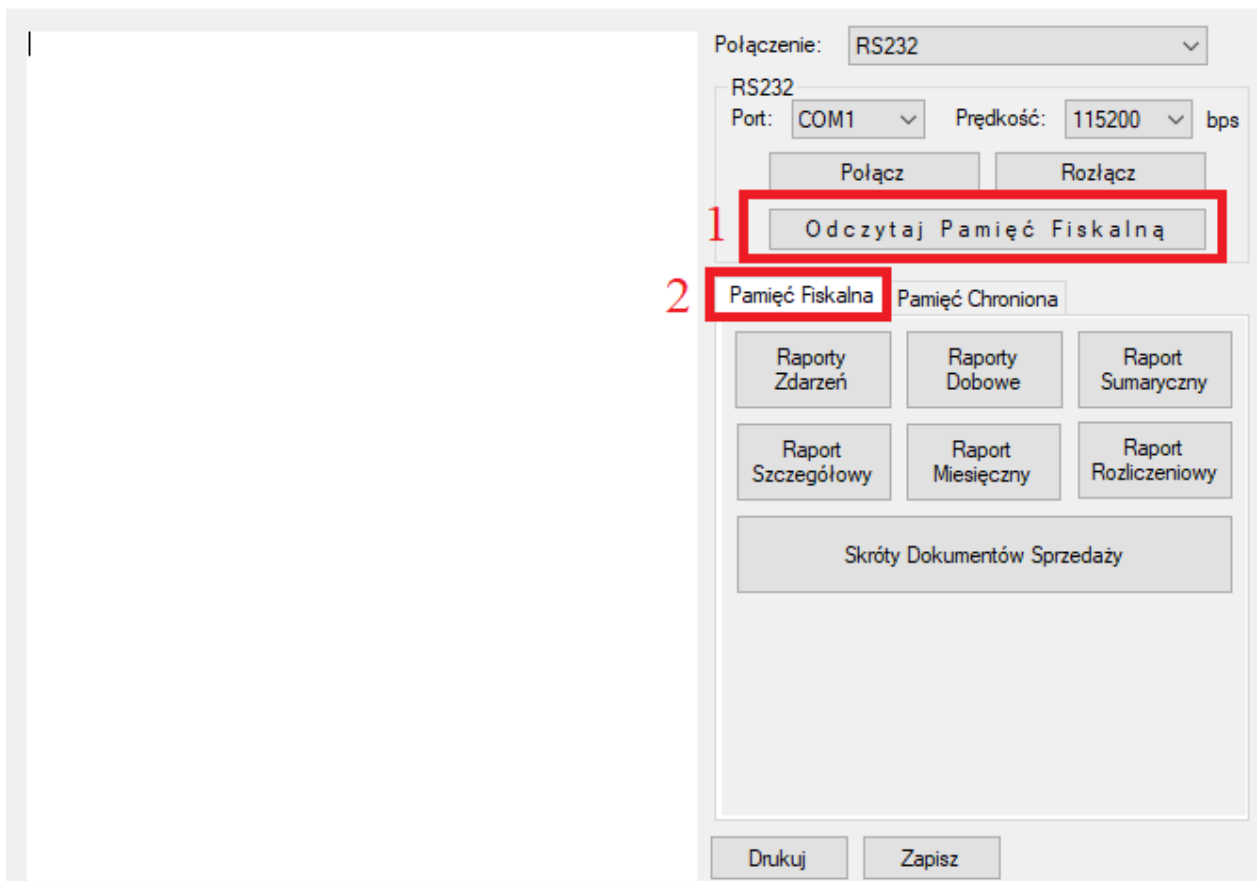 Połączenie: RS232
RS232
Port: COM1 Prędkość: 115200 bps
Połącz Rozłącz
1 Odczytaj Pamięć Fiskalną
2 Pamięć Fiskalna Pamięć Chroniona
Raporty
Zdarzeń
Raporty
Dobowe
Raport
Sumaryczny
Raport
Szczegółowy
Raport
Miesięczny
Raport
Rozliczeniowy
Skróty Dokumentów Sprzedaży
Drukuj Zapisz